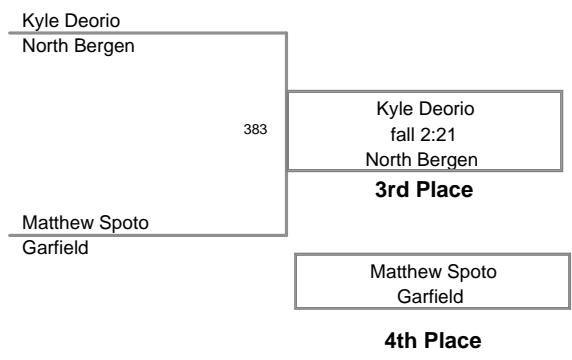 Kyle Deorio
North Bergen
383
Kyle Deorio
fall 2:21
North Bergen
3rd Place
Matthew Spoto
Garfield
Matthew Spoto
Garfield
4th Place